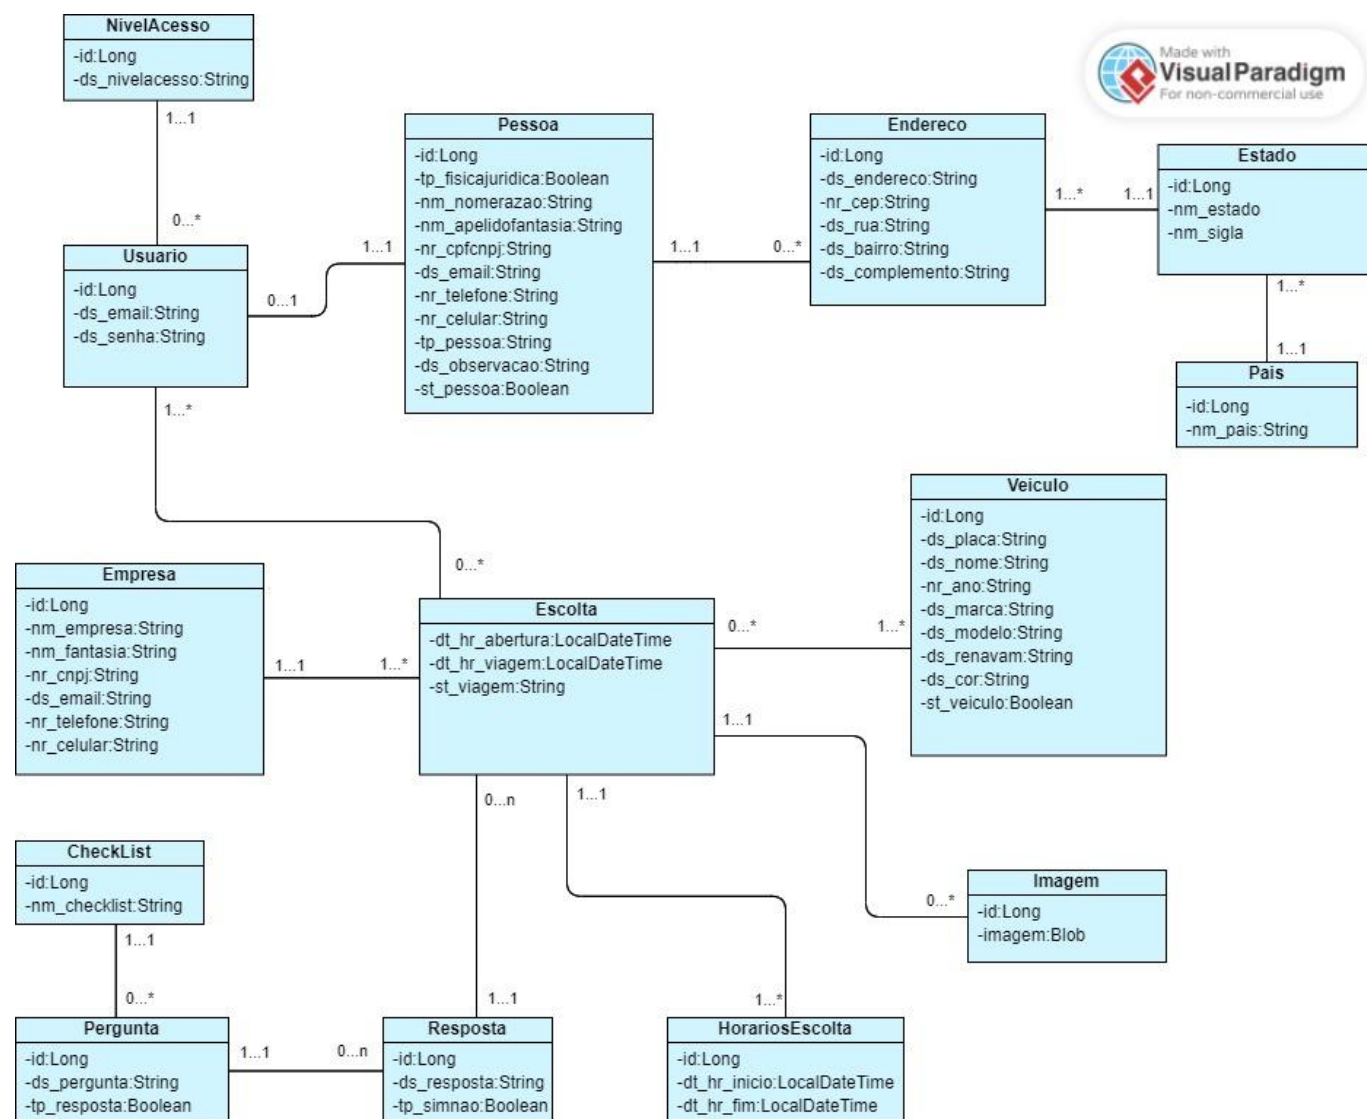 NivelAcesso
-id:Long
-ds_nivelacesso:String
1...1
0...*
Made with
Visual Paradigm
For non-commercial use
Pessoa
-id:Long
-tp_fisicajuridica:Boolean
-nm_nomerazao:String
-nm_apelidofantasia:String
-nr_cpfcnpj:String
-ds_email:String
-nr_telefone:String
-nr_celular:String
-tp_pessoa:String
-ds_observacao:String
-st_pessoa:Boolean
Endereco
-id:Long
-ds_endereco:String
-nr_cep:String
-ds_rua:String
-ds_bairro:String
-ds_complemento:String
Estado
-id:Long
-nm_estado
-nm_sigla
1...*
1...1
1...1
0...*
1...1
0...1
Usuario
-id:Long
-ds_email:String
-ds_senha:String
1...*
1...*
1...1
Pais
-id:Long
-nm_pais:String
Veiculo
-id:Long
-ds_placa:String
-ds_nome:String
-nr_ano:String
-ds_marca:String
-ds_modelo:String
-ds_renavam:String
-ds_cor:String
-st_veiculo:Boolean
0...*
Empresa
-id:Long
-nm_empresa:String
-nm_fantasia:String
-nr_cnpj:String
-ds_email:String
-nr_telefone:String
-nr_celular:String
1...1
1...*
Escolta
-dt_hr_abertura:LocalDateTime
-dt_hr_viagem:LocalDateTime
-st_viagem:String
0...*
1...*
1...1
0...n
1...1
CheckList
-id:Long
-nm_checklist:String
1...1
0...*
Imagem
-id:Long
-imagem:Blob
0...*
1...1
1...*
Pergunta
-id:Long
-ds_pergunta:String
-tp_resposta:Boolean
1...1
0...n
Resposta
-id:Long
-ds_resposta:String
-tp_simnao:Boolean
HorariosEscolta
-id:Long
-dt_hr_inicio:LocalDateTime
-dt_hr_fim:LocalDateTime